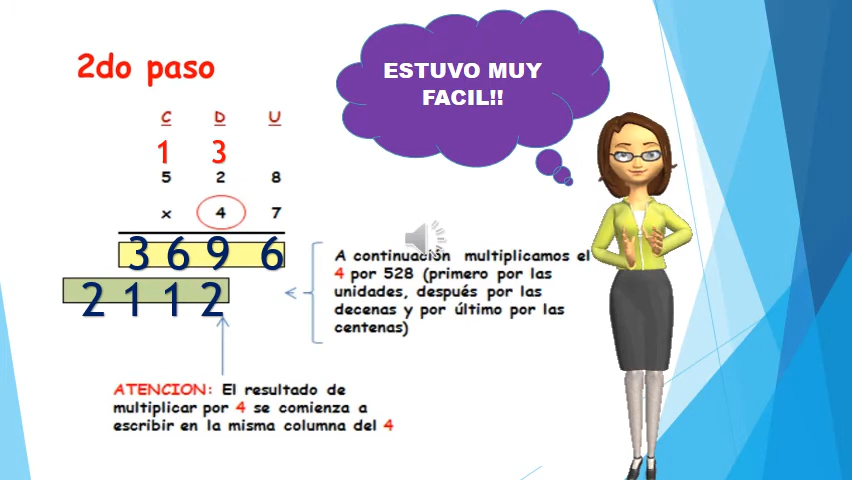 2do paso
ESTUVO MUY
FACIL!!
C D U
1 3
5 2 8
x 4 7
3 6 9 6
2 1 1 2
A continuación multiplicamos el
4 por 528 (primero por las
unidades, después por las
decenas y por último por las
centenas)
ATENCION: El resultado de
multiplicar por 4 se comienza a
escribir en la misma columna del 4